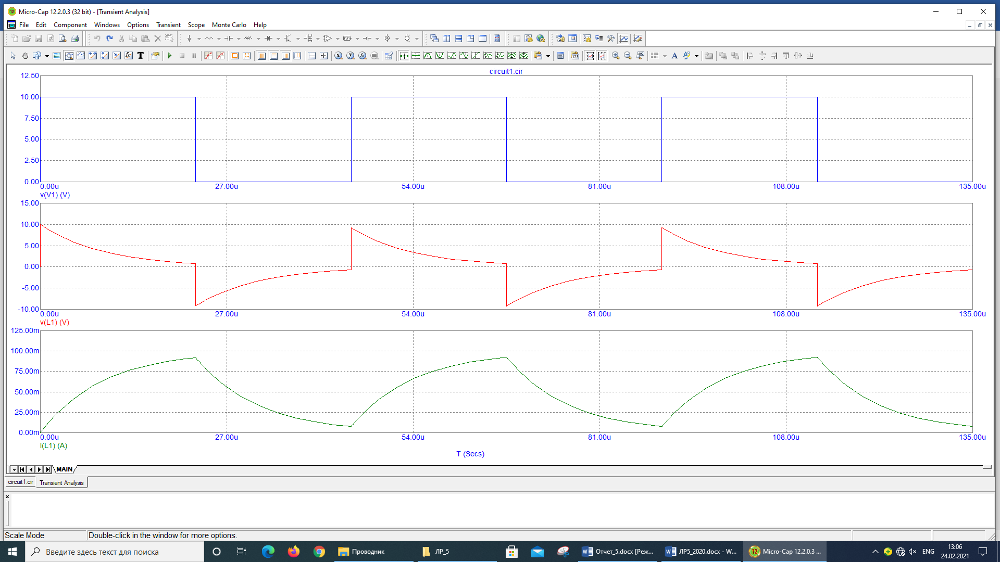 Micro-Cap 12.2.0.3 (32 bit) - [Transient Analysis]
File Edit Component Windows Options Transient Scope Monte Carlo Help
circuit1.cir
12.50
10.00
7.50
5.00
2.50
0.00
0.00u 27.00u 54.00u 81.00u 108.00u 135.00u
v(V1) (V)
15.00
10.00
5.00
0.00
-5.00
-10.00
0.00u 27.00u 54.00u 81.00u 108.00u 135.00u
v(L1) (V)
125.00m
100.00m
75.00m
50.00m
25.00m
0.00m
0.00u 27.00u 54.00u 81.00u 108.00u 135.00u
I(L1) (A)
T (Secs)
MAIN
circuit1.cir Transient Analysis
Scale Mode Double-click in the window for more options.
Введите здесь текст для поиска
Проводник
ЛР_5
Отчет_5.docx [Реж...
ЛР5_2020.docx - W...
Micro-Cap 12.2.0.3 ...
ENG
13:06
24.02.2021